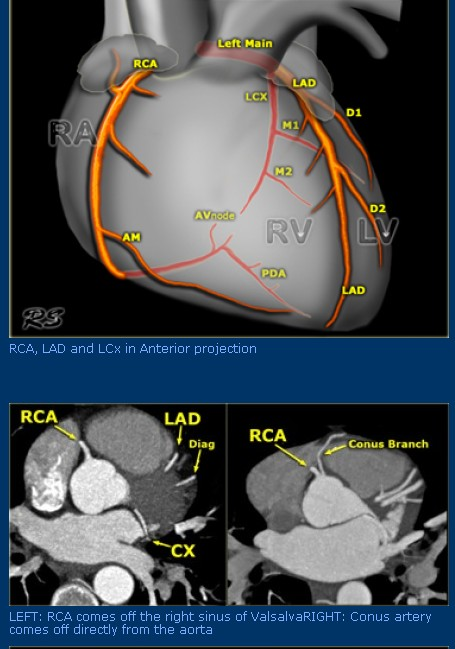 Left Main
RCA
LAD
LCX
D1
RA
M1
M2
D2
AVnode
RV
LV
AM
PDA
LAD
RS
RCA, LAD and LCx in Anterior projection
RCA
LAD
Diag
CX
RCA
Conus Branch
LEFT: RCA comes off the right sinus of ValsalvaRIGHT: Conus artery
comes off directly from the aorta